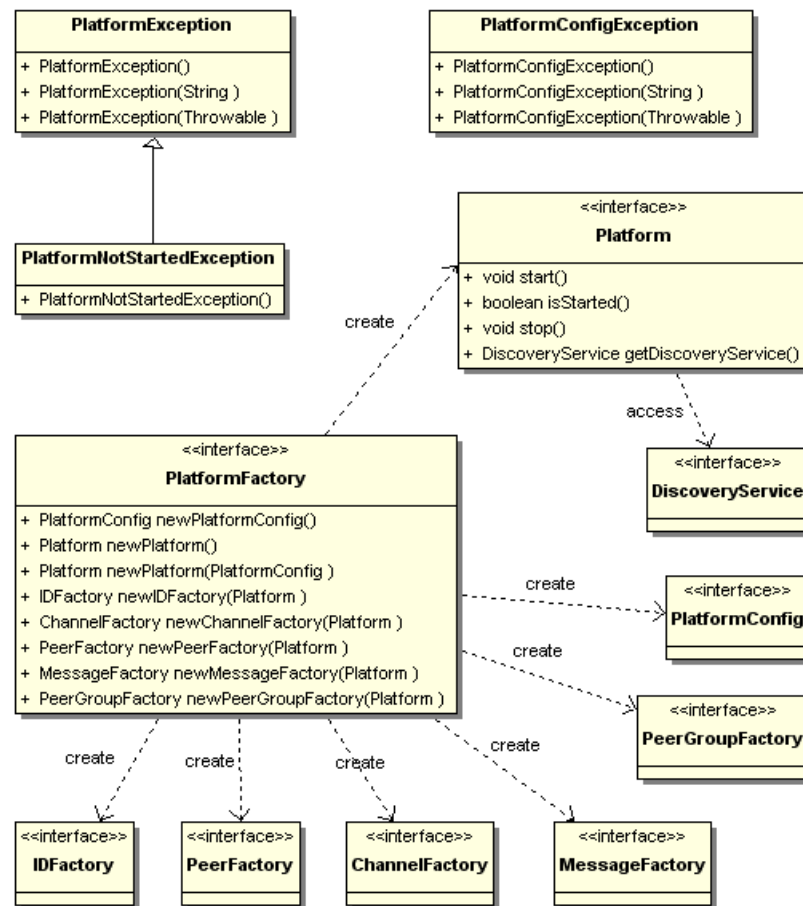 PlatformException
+ PlatformException()
+ PlatformException(String )
+ PlatformException(Throwable )
PlatformConfigException
+ PlatformConfigException()
+ PlatformConfigException(String )
+ PlatformConfigException(Throwable )
PlatformNotStartedException
+ PlatformNotStartedException()
<<interface>>
Platform
+ void start()
+ boolean isStarted()
+ void stop()
+ DiscoveryService getDiscoveryService()
create
access
<<interface>>
PlatformFactory
+ PlatformConfig newPlatformConfig()
+ Platform newPlatform()
+ Platform newPlatform(PlatformConfig )
+ IDFactory newIDFactory(Platform )
+ ChannelFactory newChannelFactory(Platform )
+ PeerFactory newPeerFactory(Platform )
+ MessageFactory newMessageFactory(Platform )
+ PeerGroupFactory newPeerGroupFactory(Platform )
<<interface>>
DiscoveryService
create
<<interface>>
PlatformConfig
create
<<interface>>
PeerGroupFactory
create
create
create
create
<<interface>>
IDFactory
<<interface>>
PeerFactory
<<interface>>
ChannelFactory
<<interface>>
MessageFactory